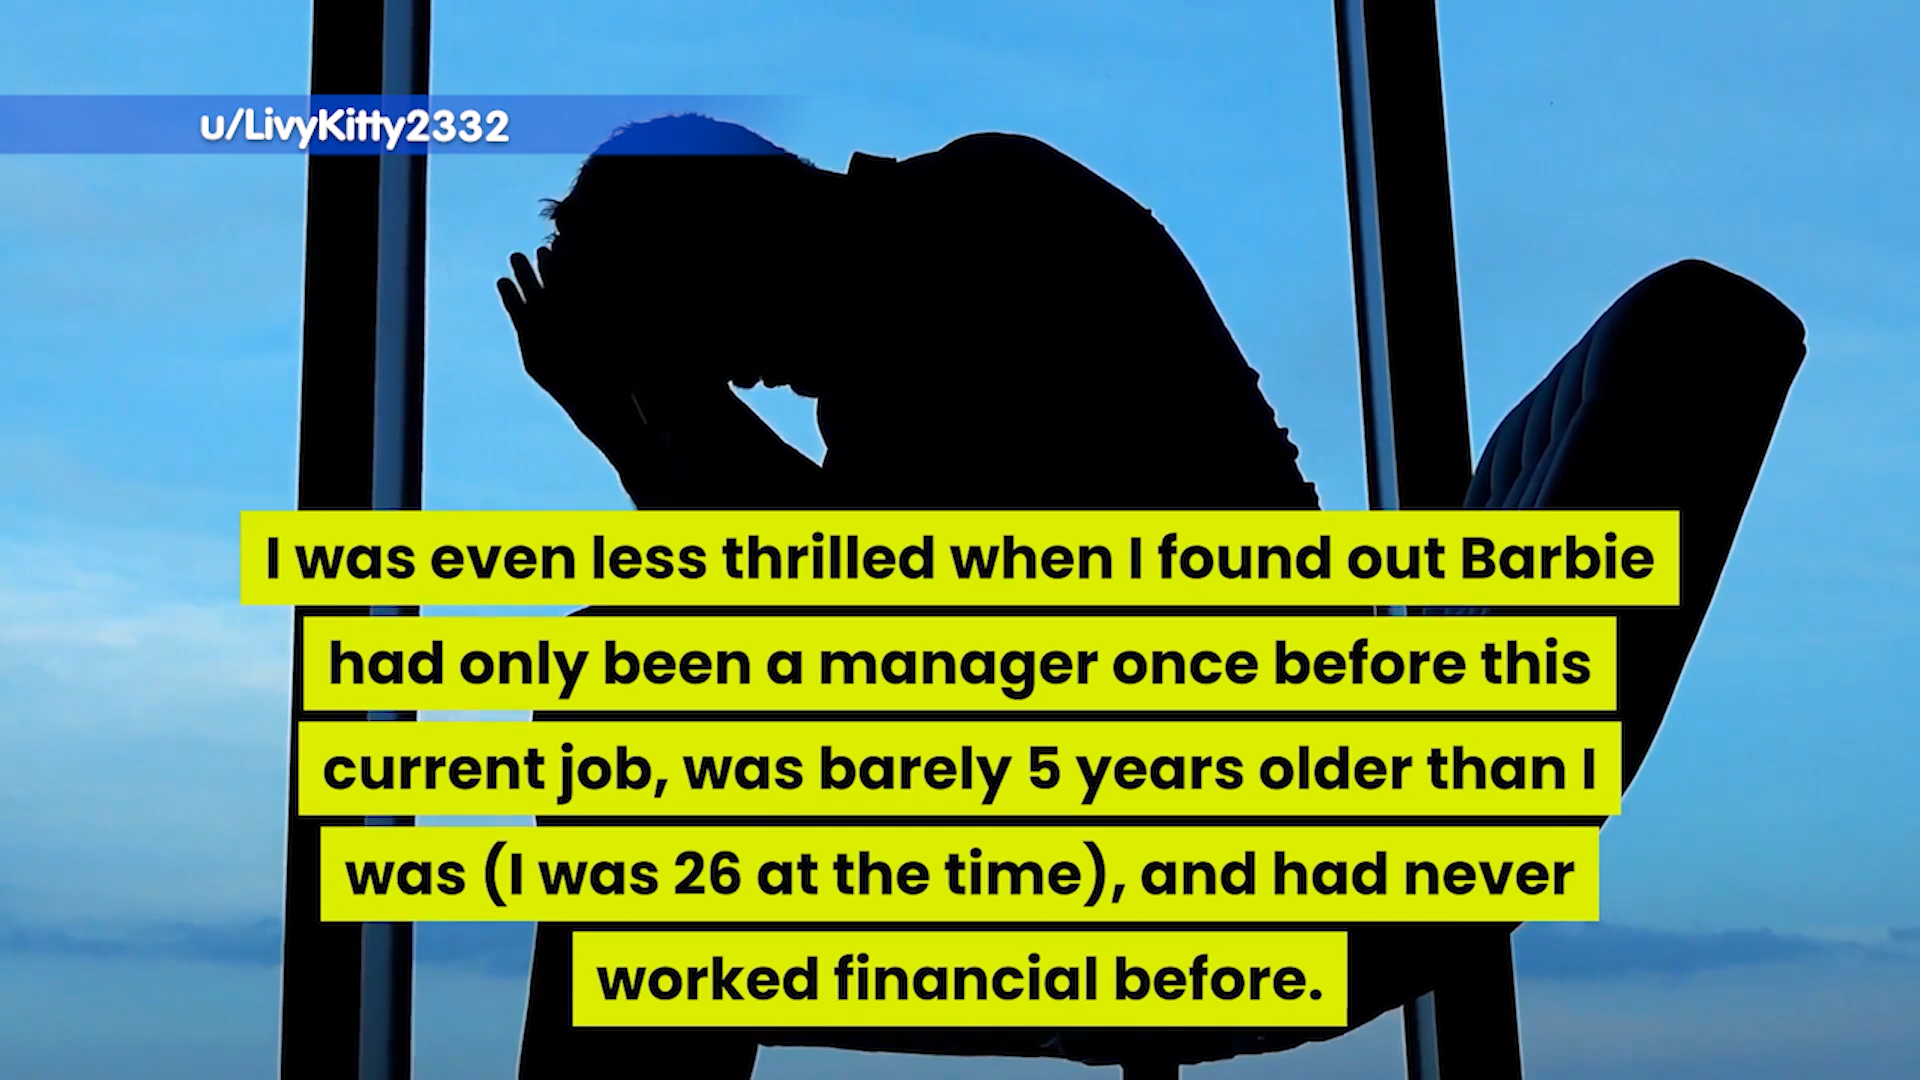 u/LivyKitty2332
I was even less thrilled when I found out Barbie
had only been a manager once before this
current job, was barely 5 years older than I
was (I was 26 at the time), and had never
worked financial before.